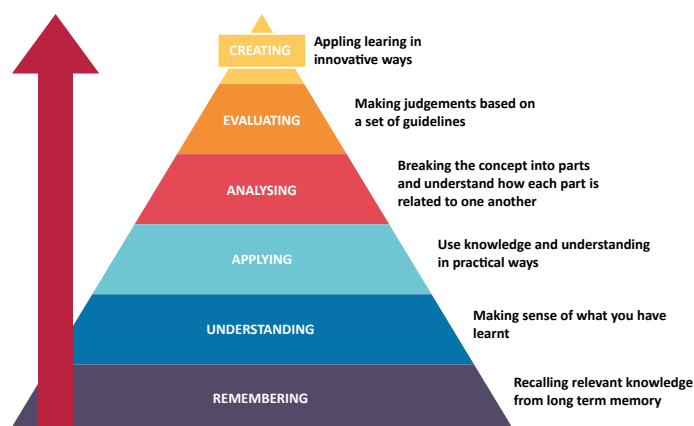 CREATING
Appling learing in
innovative ways
EVALUATING
Making judgements based on
a set of guidelines
ANALYSING
Breaking the concept into parts
and understand how each part is
related to one another
APPLYING
Use knowledge and understanding
in practical ways
UNDERSTANDING
Making sense of what you have
learnt
REMEMBERING
Recalling relevant knowledge
from long term memory